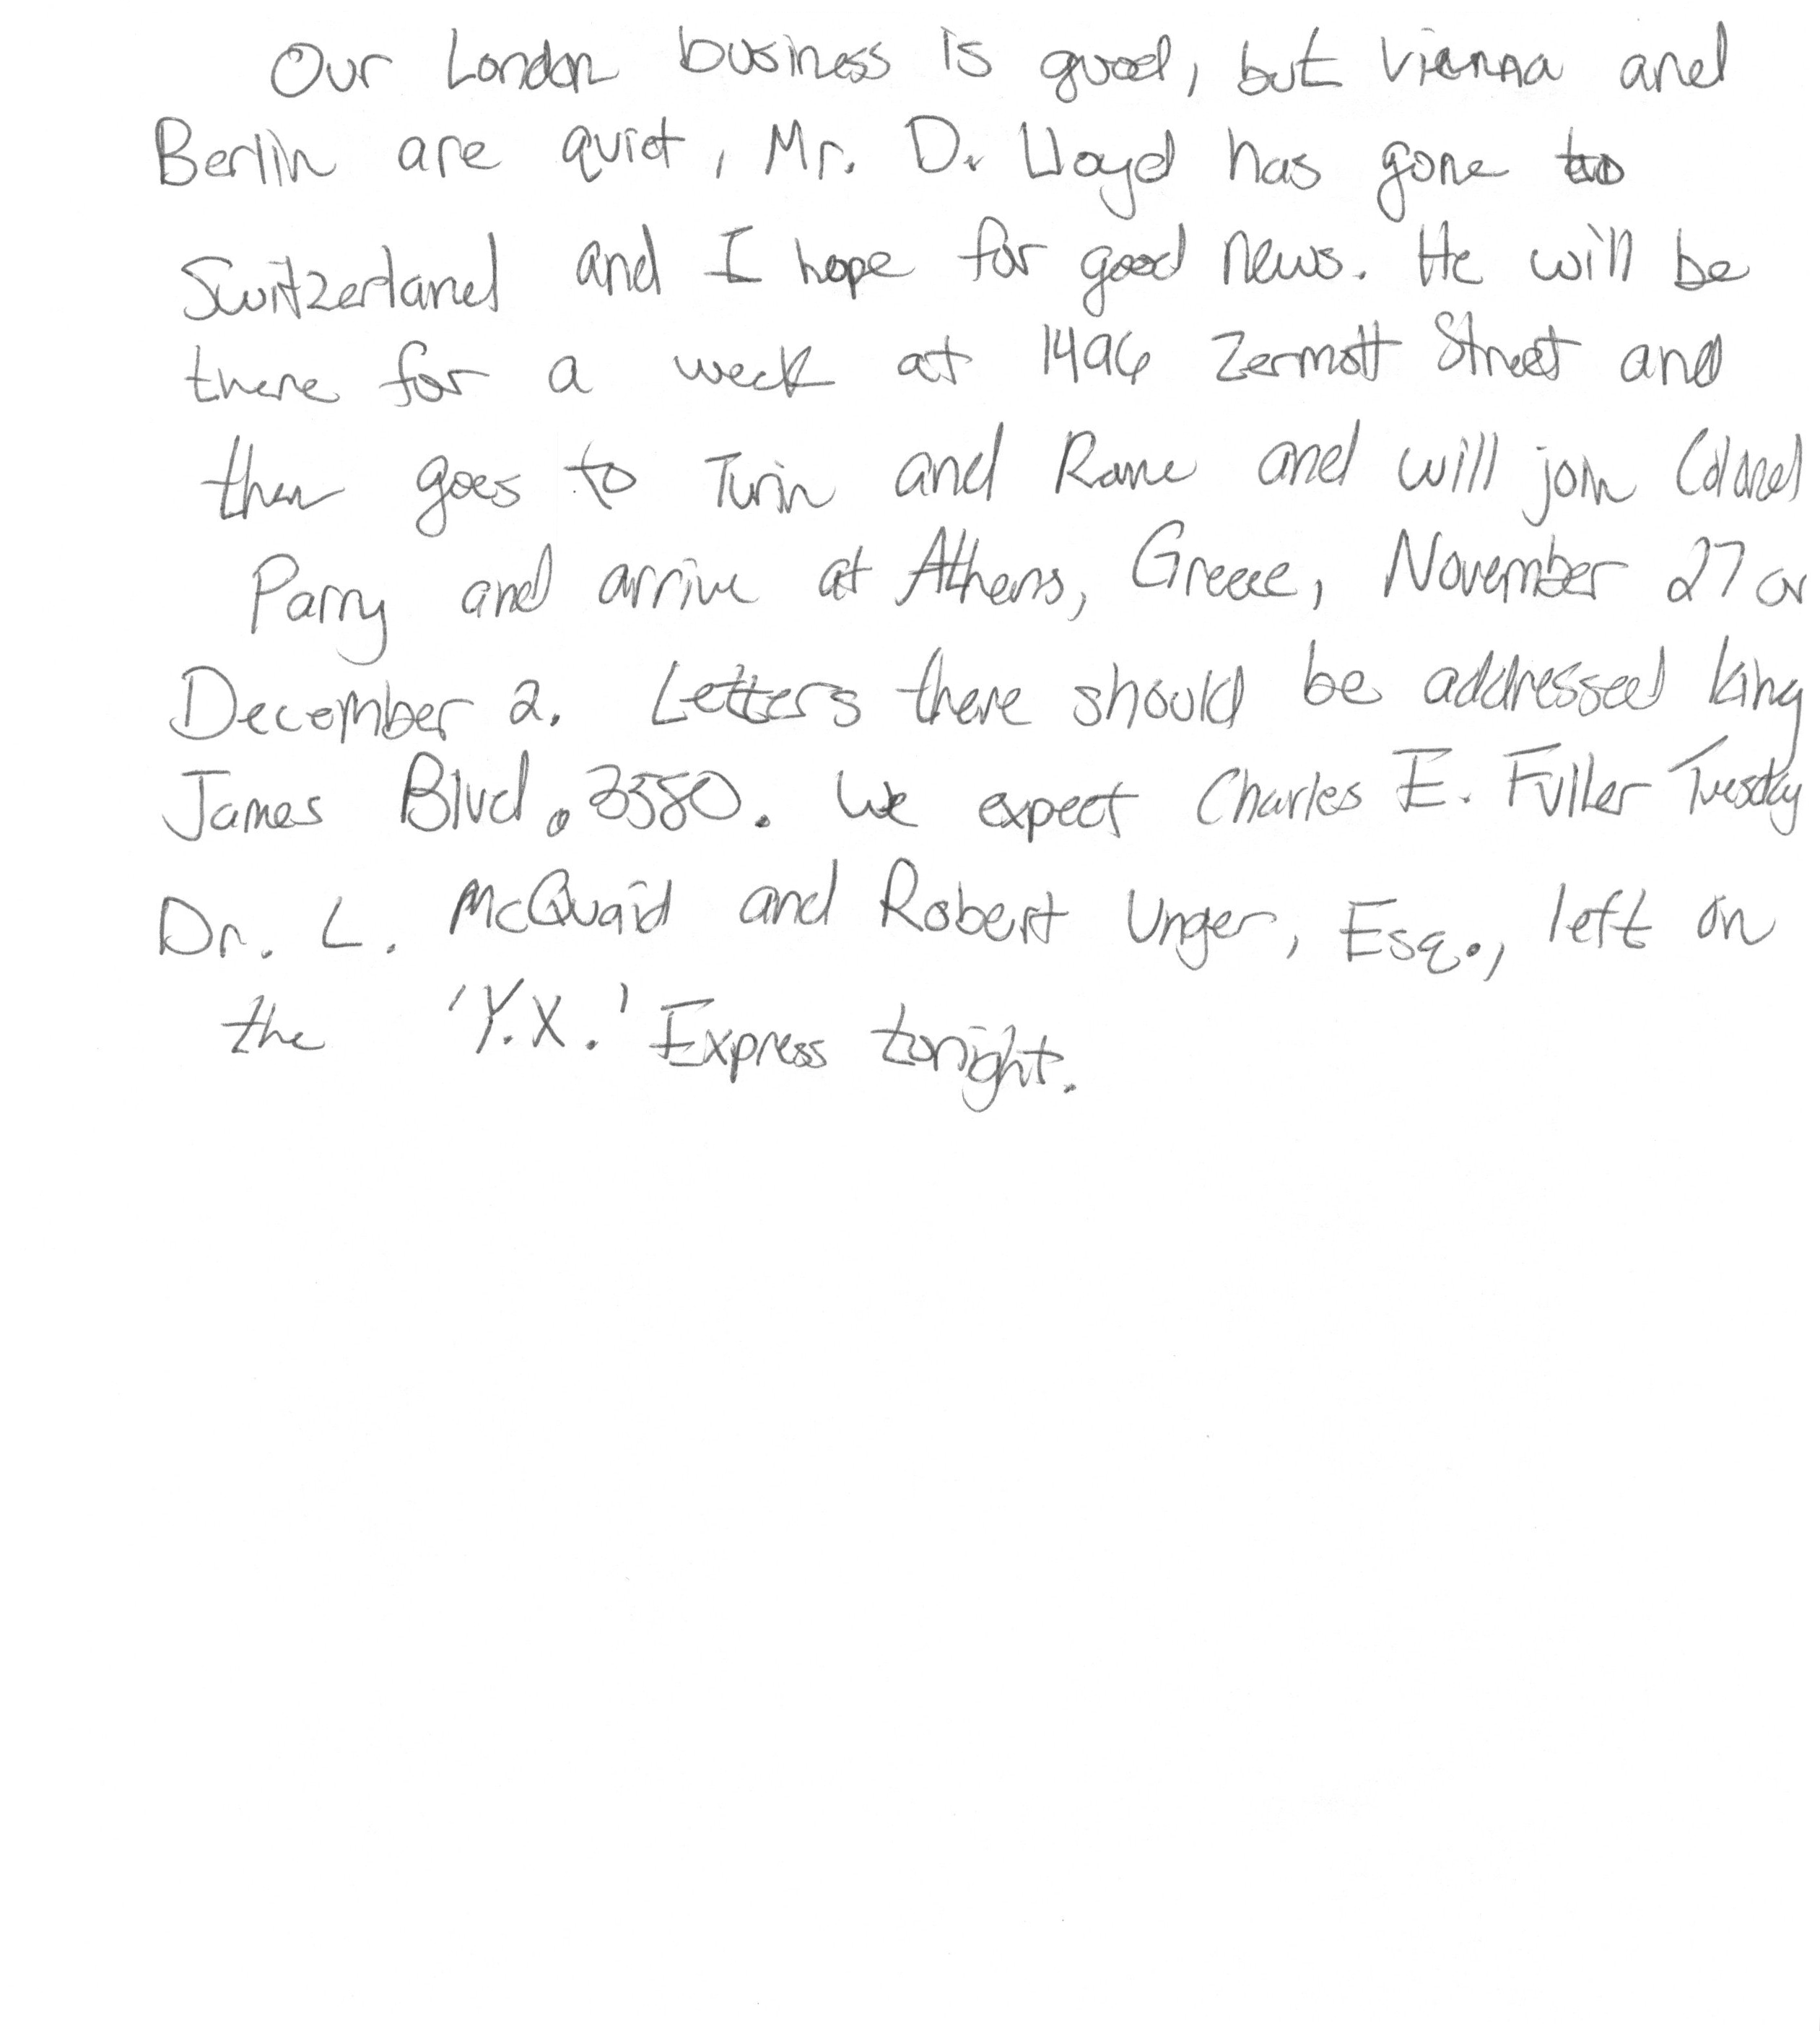 Our London business is good, but Vienna and
Berlin are quiet, Mr. D. Lloyd has gone to
Switzerland and I hope for good news. He will be
there for a week at 1496 Zermott Street and
then goes to Turin and Rome and will join Colonel
Parry and arrive at Athens, Greece, November 27 or
December 2. Letters there should be addressed King
James Blvd. 3580. We expect Charles E. Fuller Tuesday
Dr. L. McQuaid and Robert Unger, Esq., left on
the 'Y.X.' Express tonight.